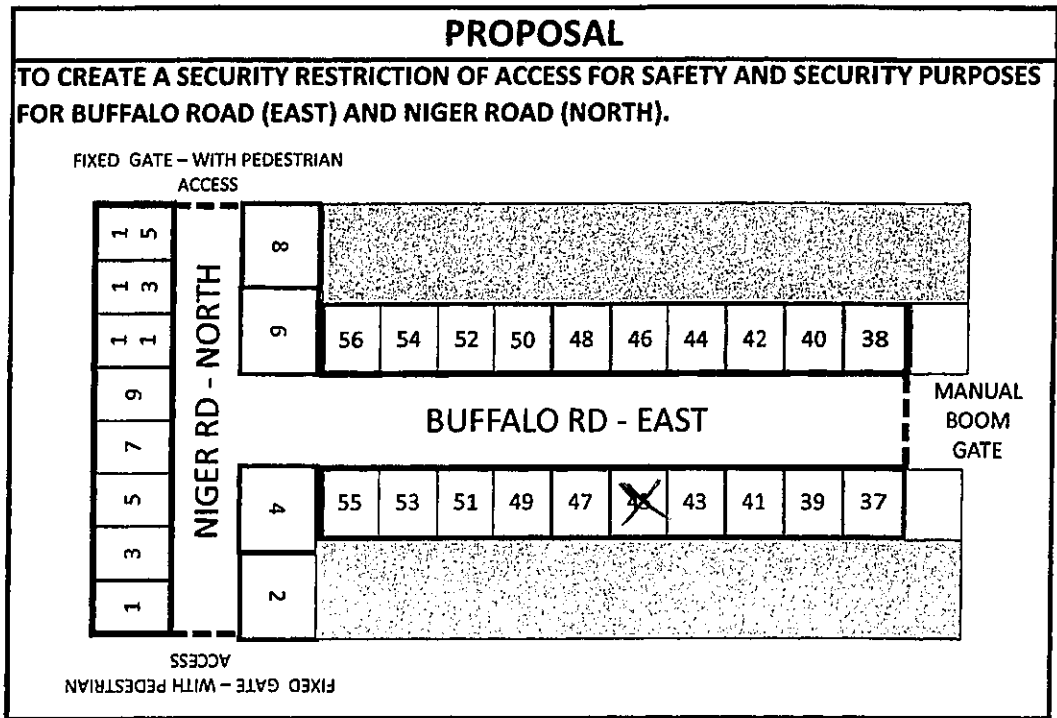 PROPOSAL
TO CREATE A SECURITY RESTRICTION OF ACCESS FOR SAFETY AND SECURITY PURPOSES
FOR BUFFALO ROAD (EAST) AND NIGER ROAD (NORTH).
FIXED GATE – WITH PEDESTRIAN
ACCESS
15
13
11
9
7
5
3
1
NIGER RD - NORTH
8
6
4
2
56 54 52 50 48 46 44 42 40 38
BUFFALO RD - EAST
MANUAL
BOOM
GATE
55 53 51 49 47 43 41 39 37
FIXED GATE – WITH PEDESTRIAN
ACCESS